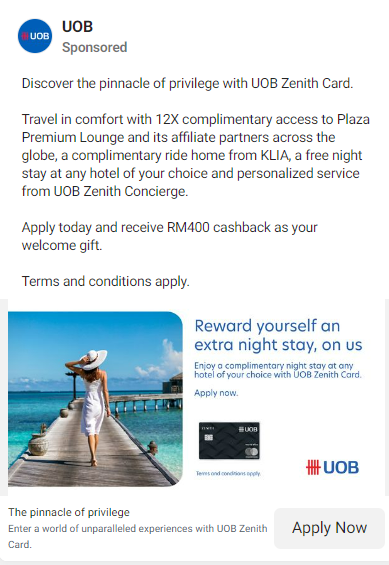 UOB
UOB
Sponsored
Discover the pinnacle of privilege with UOB Zenith Card.
Travel in comfort with 12X complimentary access to Plaza
Premium Lounge and its affiliate partners across the
globe, a complimentary ride home from KLIA, a free night
stay at any hotel of your choice and personalized service
from UOB Zenith Concierge.
Apply today and receive RM400 cashback as your
welcome gift.
Terms and conditions apply.
Reward yourself an
extra night stay, on us
Enjoy a complimentary night stay at any
hotel of your choice with UOB Zenith Card.
Apply now.
ZENITH
UOB
Terms and conditions apply.
UOB
The pinnacle of privilege
Enter a world of unparalleled experiences with UOB Zenith
Card.
Apply Now